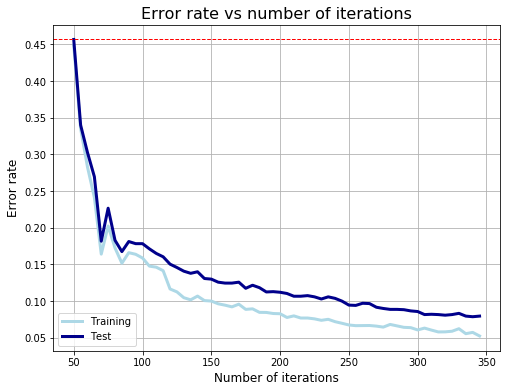 Error rate vs number of iterations
Error rate
0.45
0.40
0.35
0.30
0.25
0.20
0.15
0.10
0.05
Training
Test
50 100 150 200 250 300 350
Number of iterations